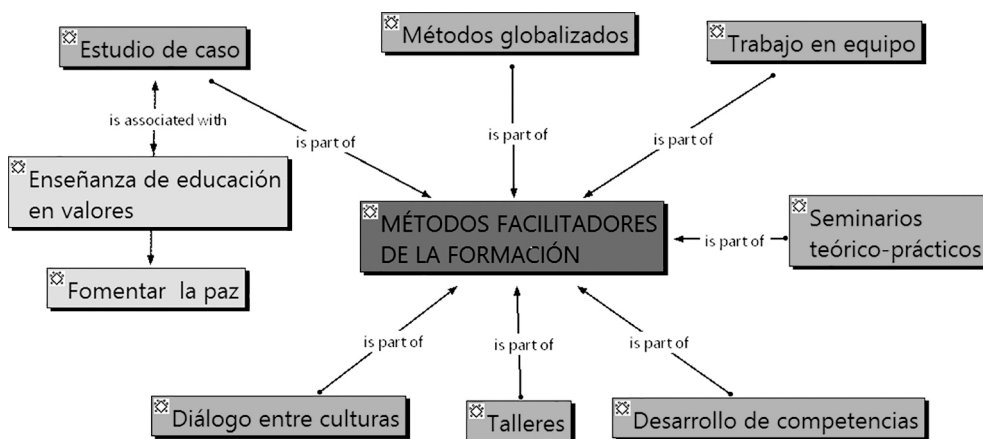 Estudio de caso
Métodos globalizados
Trabajo en equipo
is associated with
is part of
is part of
is part of
Enseñanza de educación
en valores
MÉTODOS FACILITADORES
DE LA FORMACIÓN
is part of
Seminarios
teórico-prácticos
Fomentar la paz
is part of
is part of
is part of
Diálogo entre culturas
Talleres
Desarrollo de competencias